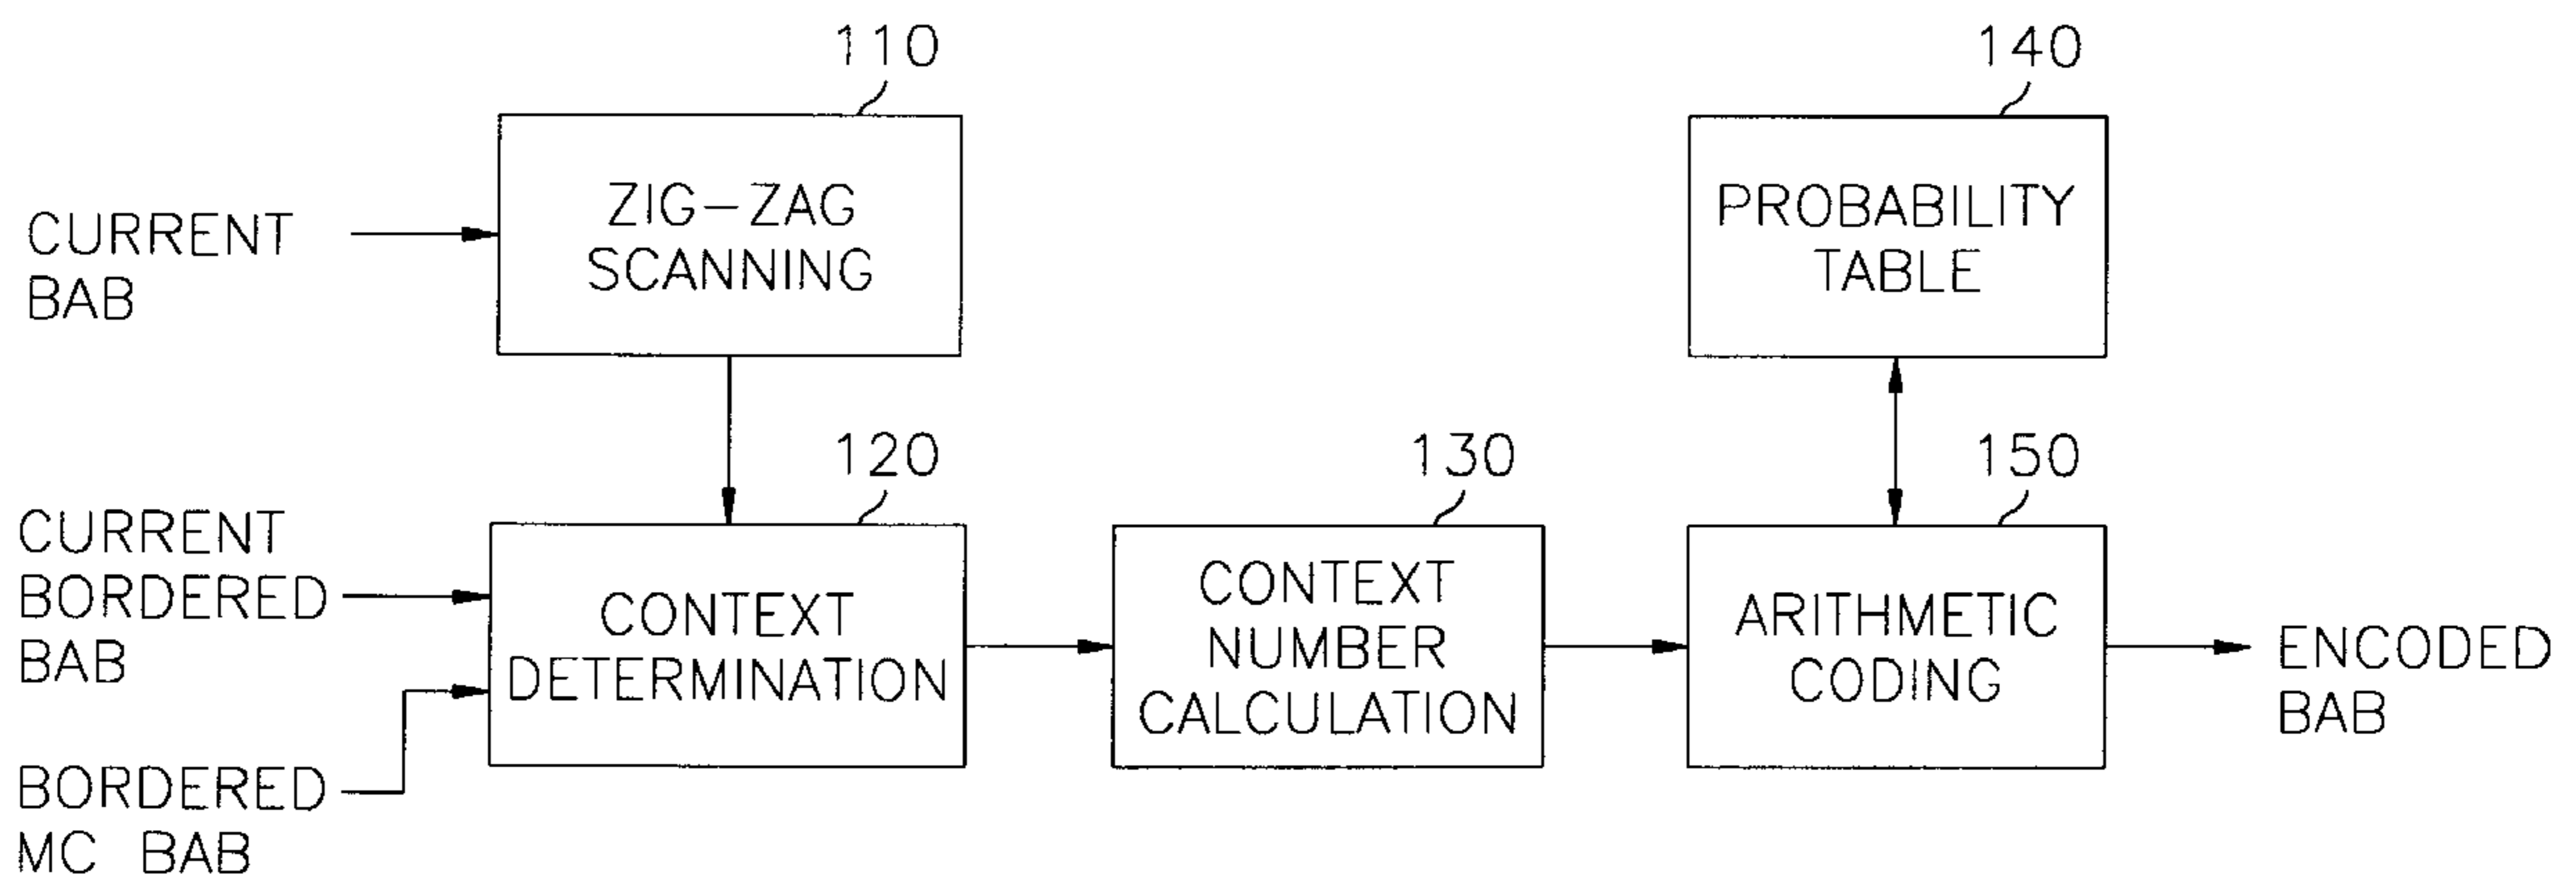 110
140
ZIG-ZAG
SCANNING
PROBABILITY
TABLE
CURRENT
BAB
120
130
150
CURRENT
BORDERED
BAB
CONTEXT
DETERMINATION
CONTEXT
NUMBER
CALCULATION
ARITHMETIC
CODING
ENCODED
BAB
BORDERED
MC BAB